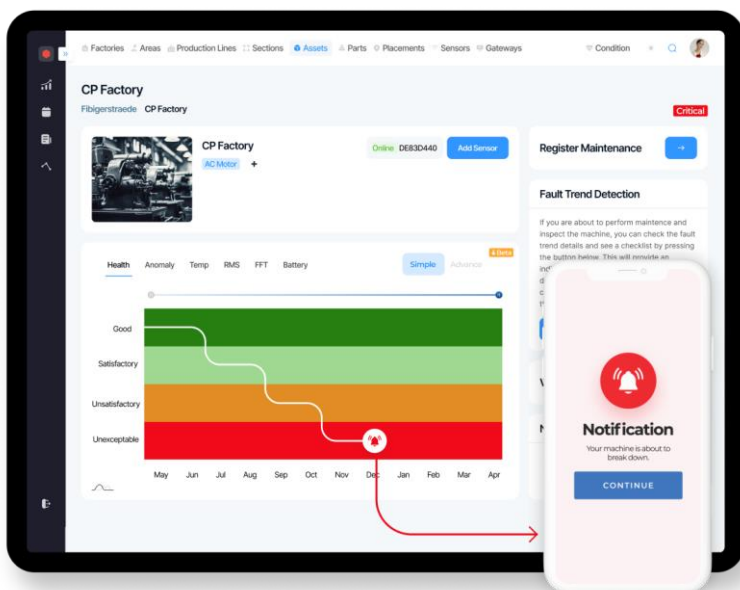 Factories Areas Production Lines Sections Assets Parts Placements Sensors Gateways Condition
CP Factory
Fibigerstraede CP Factory
Critical
CP Factory
AC Motor +
Online DE83D440 Add Sensor
Register Maintenance
Fault Trend Detection
If you are about to perform maintence and
inspect the machine, you can check the fault
trend details and see a checklist by pressing
the button below. This will provide an
Health Anomaly Temp RMS FFT Battery
Simple Advance
Beta
Good
Satisfactory
Unsatisfactory
Unexceptable
May Jun Jul Aug Sep Oct Nov Dec Jan Feb Mar Apr
Notification
Your machine is about to
break down.
CONTINUE